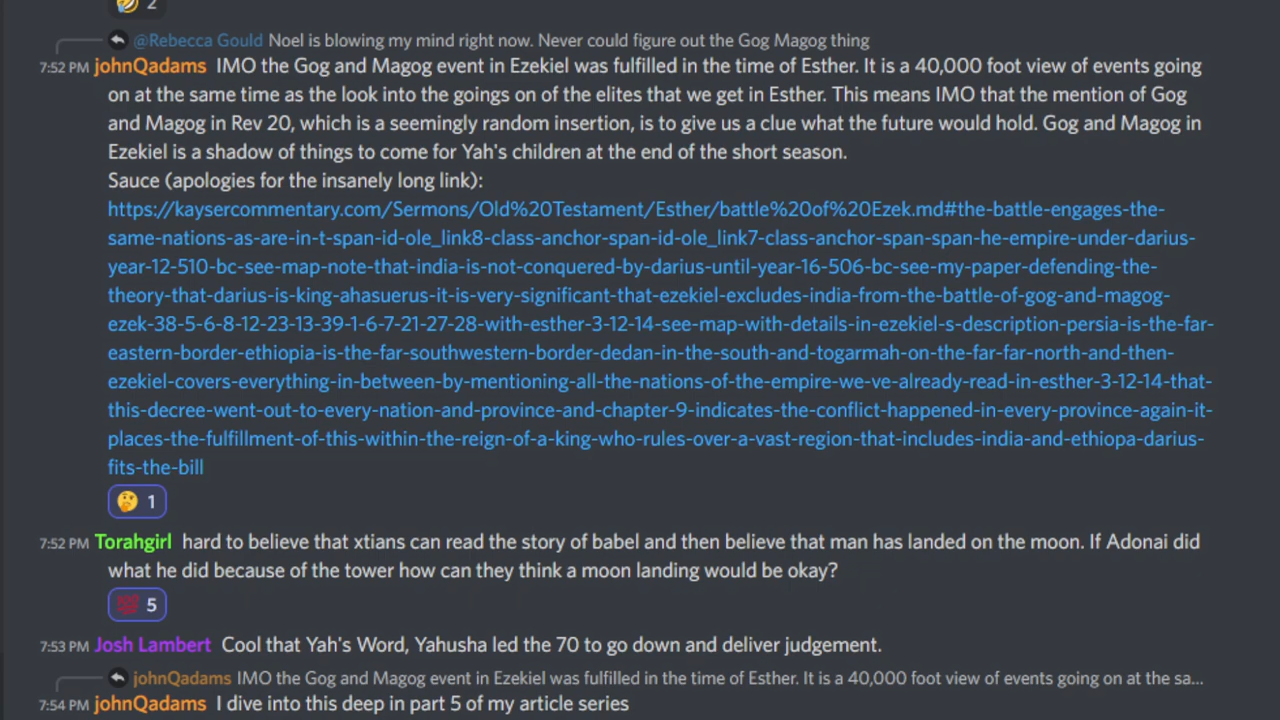 2
@Rebecca Gould Noel is blowing my mind right now. Never could figure out the Gog Magog thing
7:52 PM johnQadams IMO the Gog and Magog event in Ezekiel was fulfilled in the time of Esther. It is a 40,000 foot view of events going
on at the same time as the look into the goings on of the elites that we get in Esther. This means IMO that the mention of Gog
and Magog in Rev 20, which is a seemingly random insertion, is to give us a clue what the future would hold. Gog and Magog in
Ezekiel is a shadow of things to come for Yah's children at the end of the short season.
Sauce (apologies for the insanely long link):
https://kaysercommentary.com/Sermons/Old%20Testament/Esther/battle%20of%20Ezek.md#the-battle-engages-the-
same-nations-as-are-in-t-span-id-ole_link8-class-anchor-span-id-ole_link7-class-anchor-span-span-he-empire-under-darius-
year-12-510-bc-see-map-note-that-india-is-not-conquered-by-darius-until-year-16-506-bc-see-my-paper-defending-the-
theory-that-darius-is-king-ahasuerus-it-is-very-significant-that-ezekiel-excludes-india-from-the-battle-of-gog-and-magog-
ezek-38-5-6-8-12-23-13-39-1-6-7-21-27-28-with-esther-3-12-14-see-map-with-details-in-ezekiel-s-description-persia-is-the-far-
eastern-border-ethiopia-is-the-far-southwestern-border-dedan-in-the-south-and-togarmah-on-the-far-far-north-and-then-
ezekiel-covers-everything-in-between-by-mentioning-all-the-nations-of-the-empire-we-ve-already-read-in-esther-3-12-14-that-
this-decree-went-out-to-every-nation-and-province-and-chapter-9-indicates-the-conflict-happened-in-every-province-again-it-
places-the-fulfillment-of-this-within-the-reign-of-a-king-who-rules-over-a-vast-region-that-includes-india-and-ethiopa-darius-
fits-the-bill
1
7:52 PM Torahgirl hard to believe that xtians can read the story of babel and then believe that man has landed on the moon. If Adonai did
what he did because of the tower how can they think a moon landing would be okay?
5
7:53 PM Josh Lambert Cool that Yah's Word, Yahusha led the 70 to go down and deliver judgement.
johnQadams IMO the Gog and Magog event in Ezekiel was fulfilled in the time of Esther. It is a 40,000 foot view of events going on at the sa...
7:54 PM johnQadams I dive into this deep in part 5 of my article series